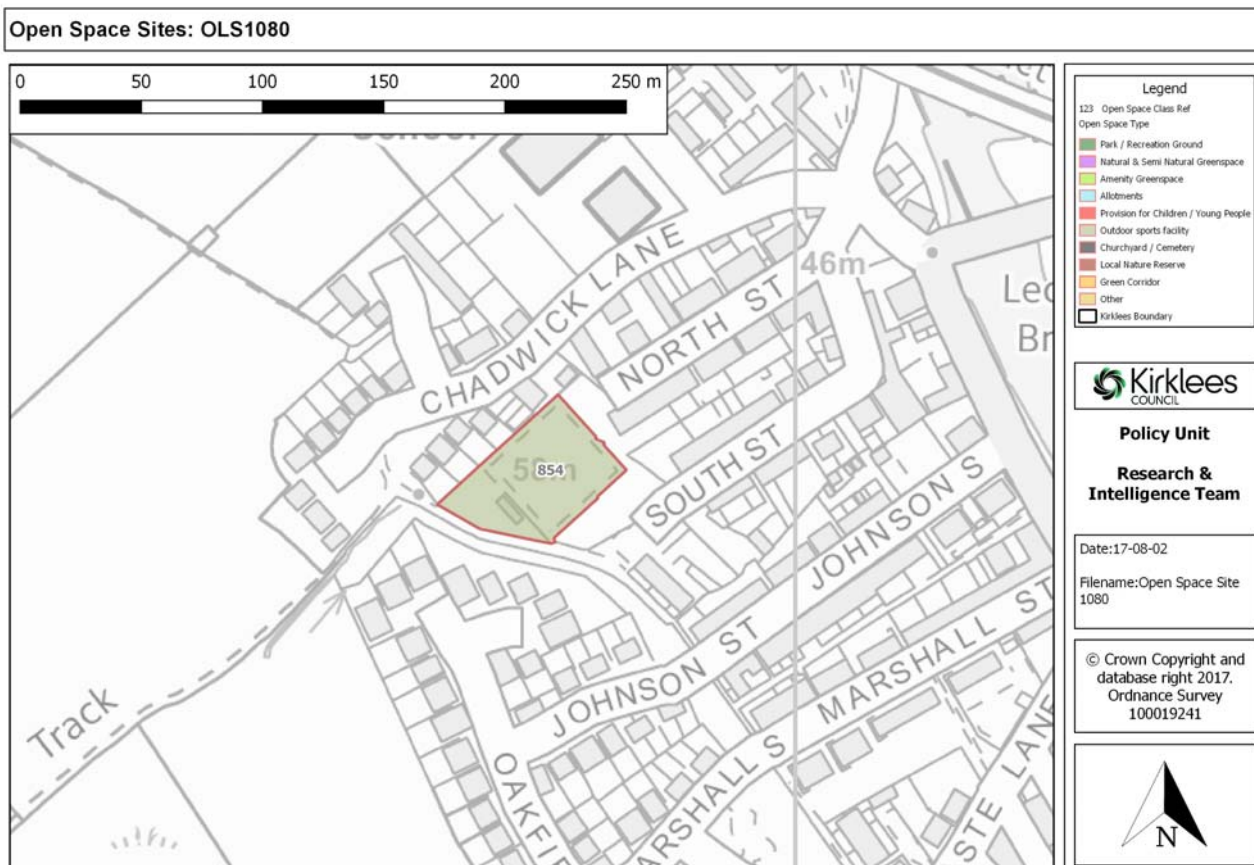 Open Space Sites: OLS1080
0 50 100 150 200 250 m
CHADWICK LANE
NORTH ST
46m
854
SOUTH ST
JOHNSON S
JOHNSON ST
MARSHALL ST
MARSHALL S
OAKFI
STE LANE
Track
Legend
123 Open Space Class Ref
Open Space Type
Park / Recreation Ground
Natural & Semi Natural Greenspace
Amenity Greenspace
Allotments
Provision for Children / Young People
Outdoor sports facility
Churchyard / Cemetery
Local Nature Reserve
Green Corridor
Other
Kirklees Boundary
Kirklees
COUNCIL
Policy Unit
Research &
Intelligence Team
Date:17-08-02
Filename:Open Space Site
1080
© Crown Copyright and
database right 2017.
Ordnance Survey
100019241
N